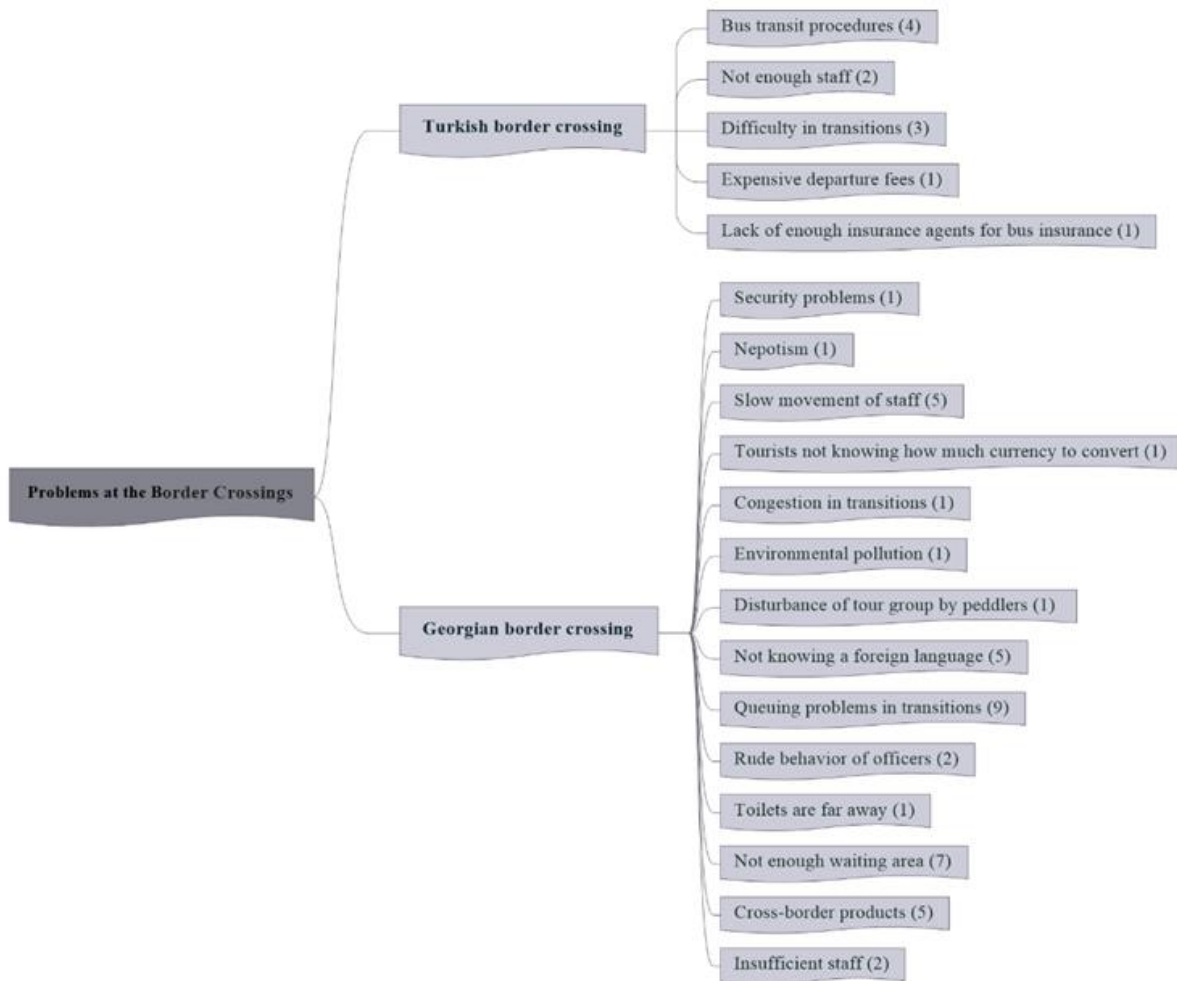 Problems at the Border Crossings
Turkish border crossing
Bus transit procedures (4)
Not enough staff (2)
Difficulty in transitions (3)
Expensive departure fees (1)
Lack of enough insurance agents for bus insurance (1)
Georgian border crossing
Security problems (1)
Nepotism (1)
Slow movement of staff (5)
Tourists not knowing how much currency to convert (1)
Congestion in transitions (1)
Environmental pollution (1)
Disturbance of tour group by peddlers (1)
Not knowing a foreign language (5)
Queuing problems in transitions (9)
Rude behavior of officers (2)
Toilets are far away (1)
Not enough waiting area (7)
Cross-border products (5)
Insufficient staff (2)